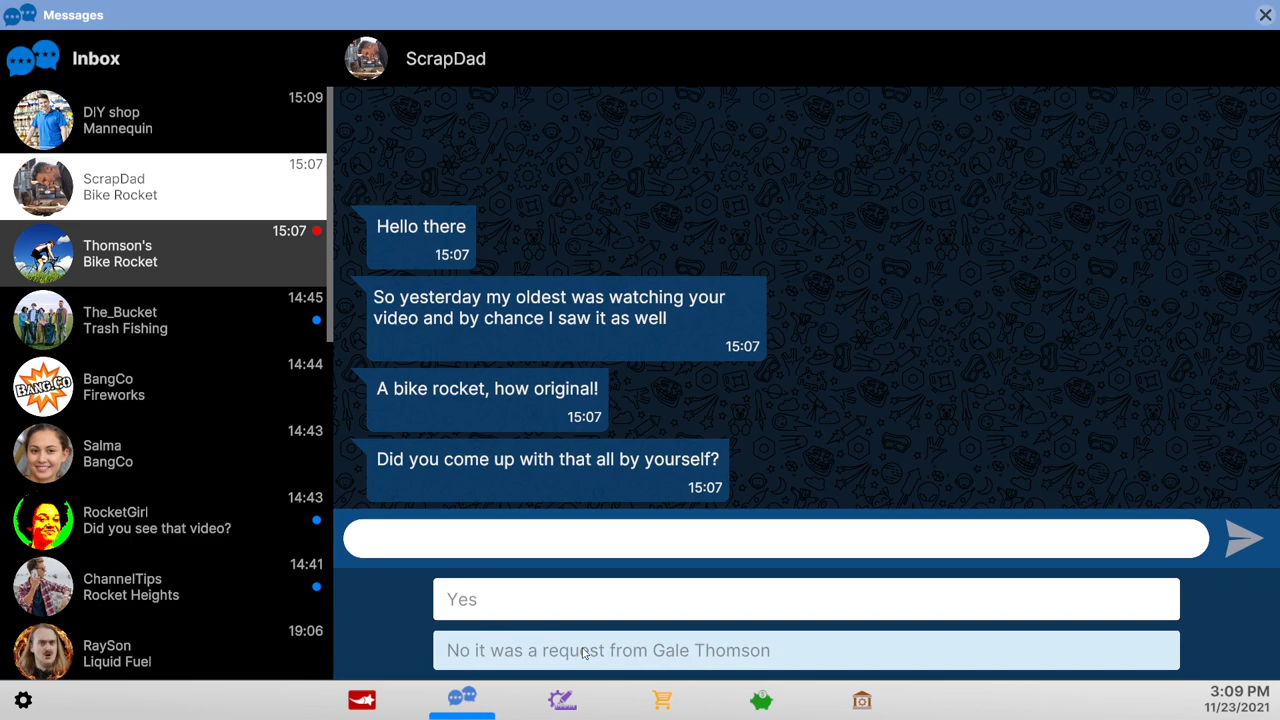 Messages
Inbox
DIY shop
Mannequin
15:09
ScrapDad
Bike Rocket
15:07
Thomson's
Bike Rocket
15:07
The_Bucket
Trash Fishing
14:45
BANG.CO
BangCo
Fireworks
14:44
Salma
BangCo
14:43
RocketGirl
Did you see that video?
14:43
ChannelTips
Rocket Heights
14:41
RaySon
Liquid Fuel
19:06
ScrapDad
Hello there
15:07
So yesterday my oldest was watching your
video and by chance I saw it as well
15:07
A bike rocket, how original!
15:07
Did you come up with that all by yourself?
15:07
Yes
No it was a request from Gale Thomson
3:09 PM
11/23/2021